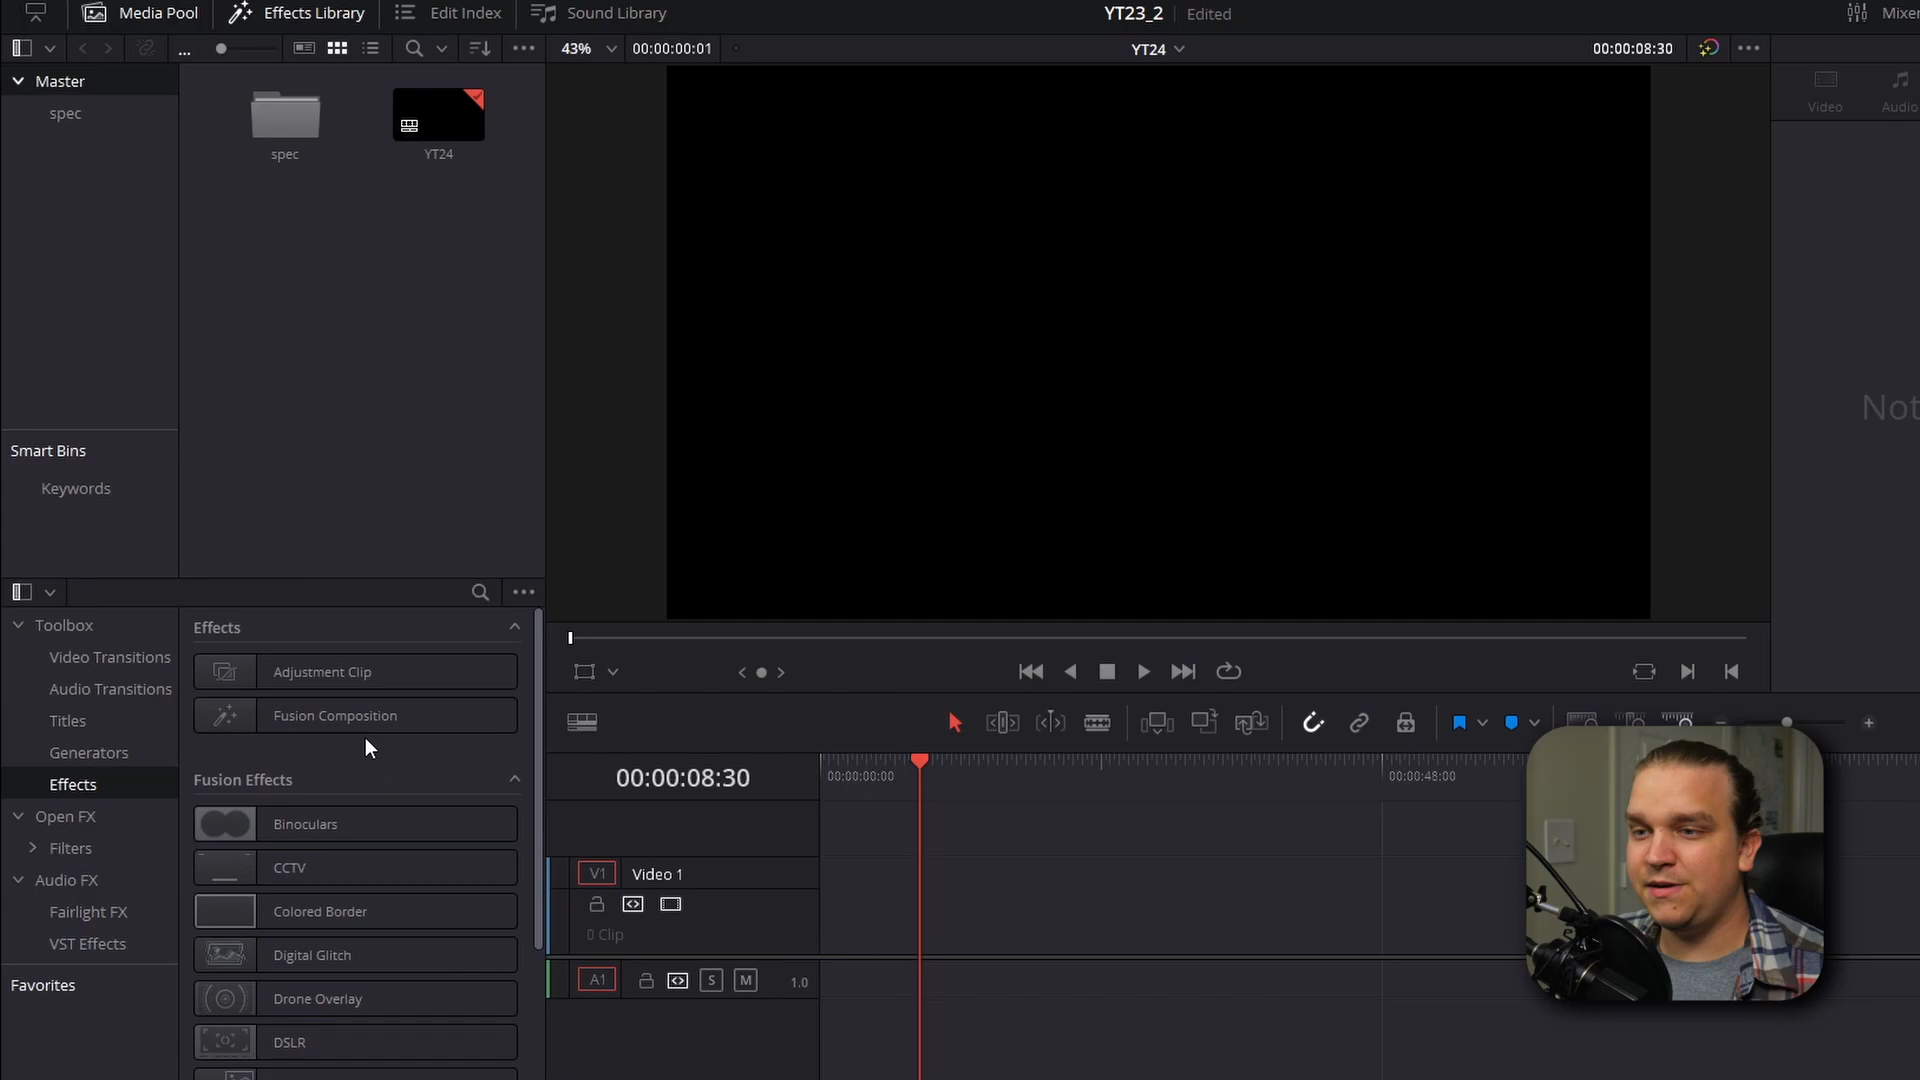 Media Pool Effects Library Edit Index Sound Library YT23_2 Edited Mixer
... 43% 00:00:00:01 YT24 00:00:08:30
Master
spec
spec YT24
Video Audio
Not
Smart Bins
Keywords
Toolbox
Video Transitions
Audio Transitions
Titles
Generators
Effects
Open FX
Filters
Audio FX
Fairlight FX
VST Effects
Favorites
Effects
Adjustment Clip
Fusion Composition
Fusion Effects
Binoculars
CCTV
Colored Border
Digital Glitch
Drone Overlay
DSLR
00:00:08:30 00:00:00:00 00:00:48:00
V1 Video 1
0 Clip
A1 S M 1.0